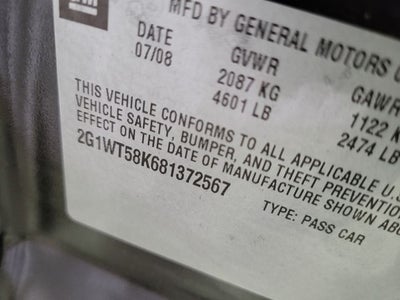 GM
MFD BY GENERAL MOTORS
DATE GVWR GAWR
07/08 2087 KG 1122 K
4601 LB 2474 LB
THIS VEHICLE CONFORMS TO ALL APPLICABLE U.S
VEHICLE SAFETY, BUMPER, AND THEFT PREVENTION
EFFECT ON THE DATE OF MANUFACTURE SHOWN ABO
2G1WT58K681372567
TYPE: PASS CAR